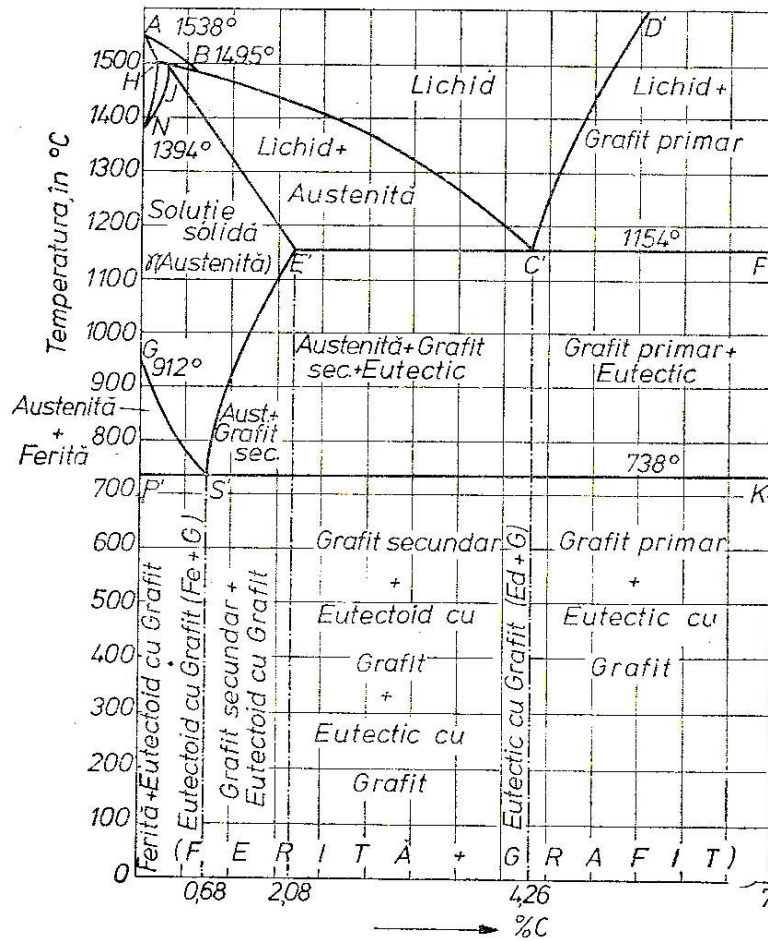 A 1538°
D'
B 1495°
1500
H
J
Lichid
Lichid +
1400
N
Grafit primar
1394°
Lichid +
1300
Austenită
1200
Soluție
solidă
1154°
γ(Austenită)
E'
C'
F
1100
Temperatura, în °C
1000
Austenită+Grafit
sec.+Eutectic
Grafit primar+
Eutectic
G
912°
900
Austenită
+
Ferită
800
Aust+
Grafit
sec.
738°
700
P'
S'
K
600
500
400
300
200
100
0
Ferită+Eutectoid cu Grafit
Eutectoid cu Grafit (Fe+G)
Grafit secundar +
Eutectoid cu Grafit
Grafit secundar
+
Eutectoid cu
Grafit
+
Eutectic cu
Grafit
Eutectic cu Grafit (Ed+G)
Grafit primar
+
Eutectic cu
Grafit
(F E R I T Ă + G R A F I T)
0,68
2,08
4,26
%C